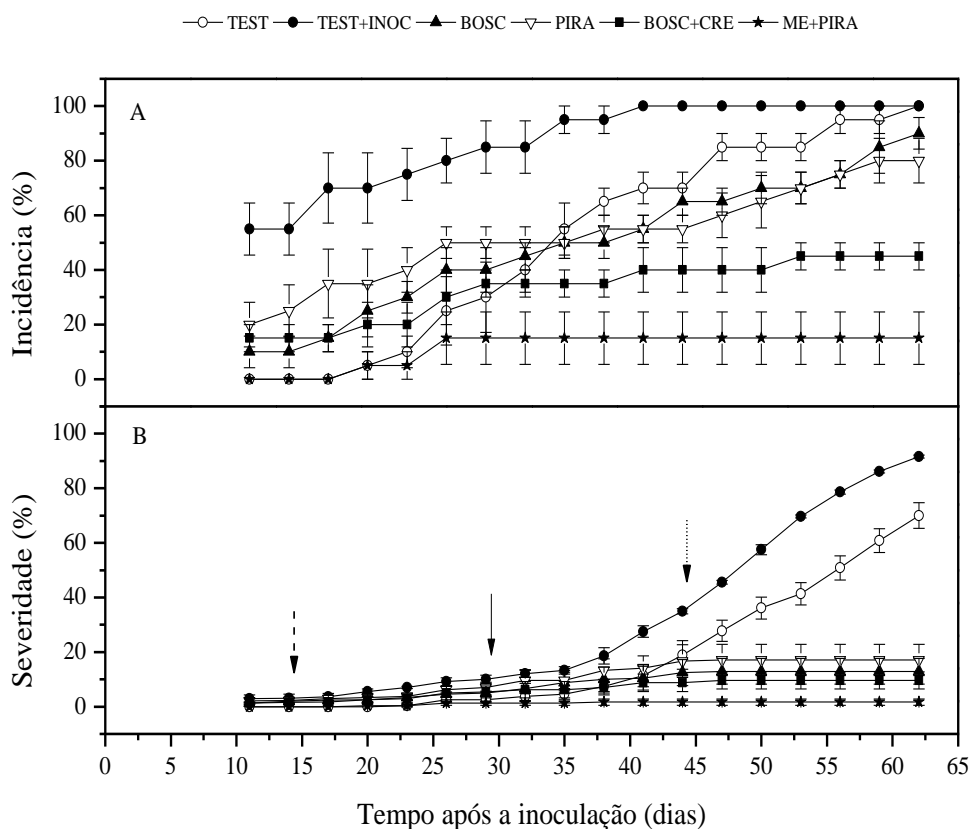 TEST TEST+INOC BOSC PIRA BOSC+CRE ME+PIRA
A
100
80
60
40
20
0
Incidência (%)
B
100
80
60
40
20
0
Severidade (%)
0 5 10 15 20 25 30 35 40 45 50 55 60 65
Tempo após a inoculação (dias)